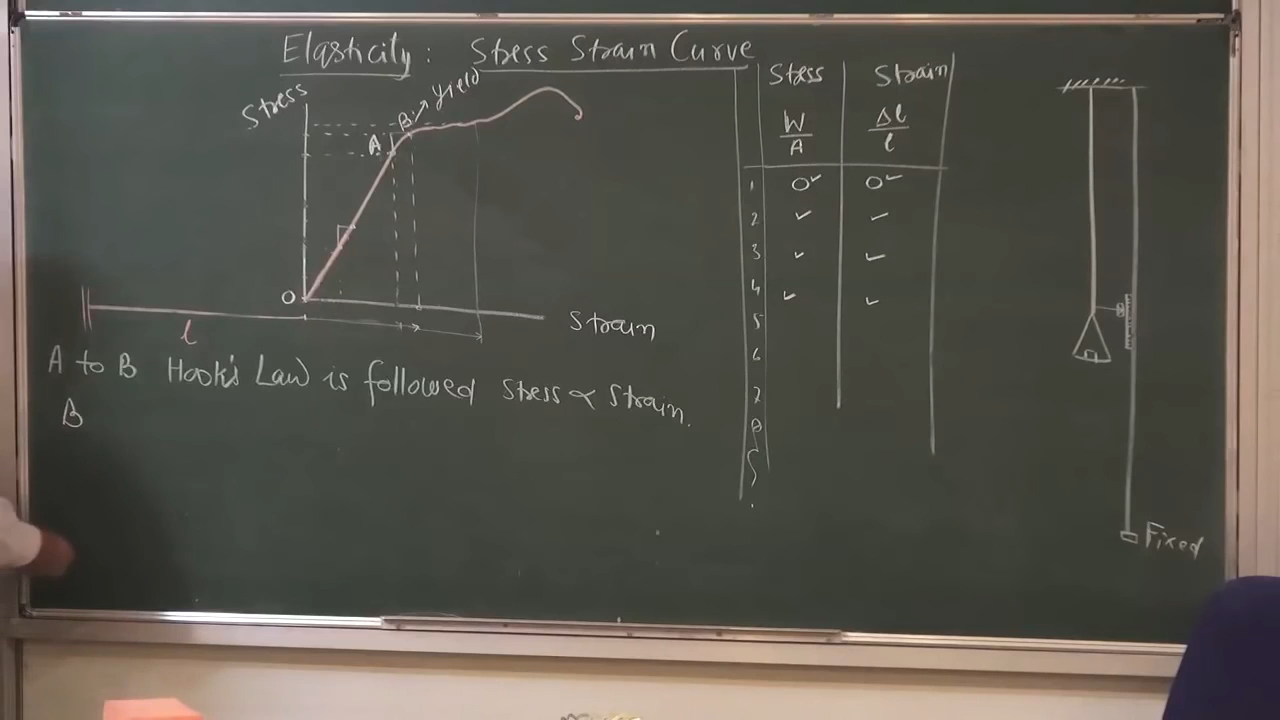 Elasticity: Stress Strain Curve
Stress
A
B
Yield
O
Strain
l
A to B Hook's Law is followed Stress ∝ Strain.
B
Stess Strain
W/A Δl/l
1 0✓ 0✓
2 ✓ ✓
3 ✓ ✓
4 ✓ ✓
5
6
7
8
Fixed